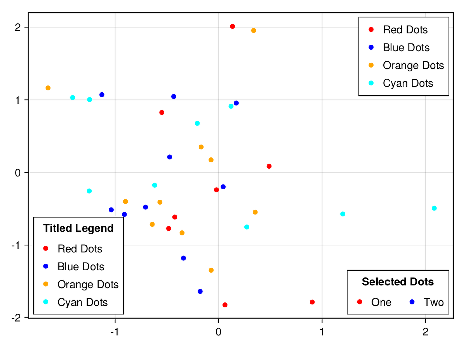 2
1
0
-1
-2
-1
0
1
2
Red Dots
Blue Dots
Orange Dots
Cyan Dots
Titled Legend
Red Dots
Blue Dots
Orange Dots
Cyan Dots
Selected Dots
One Two